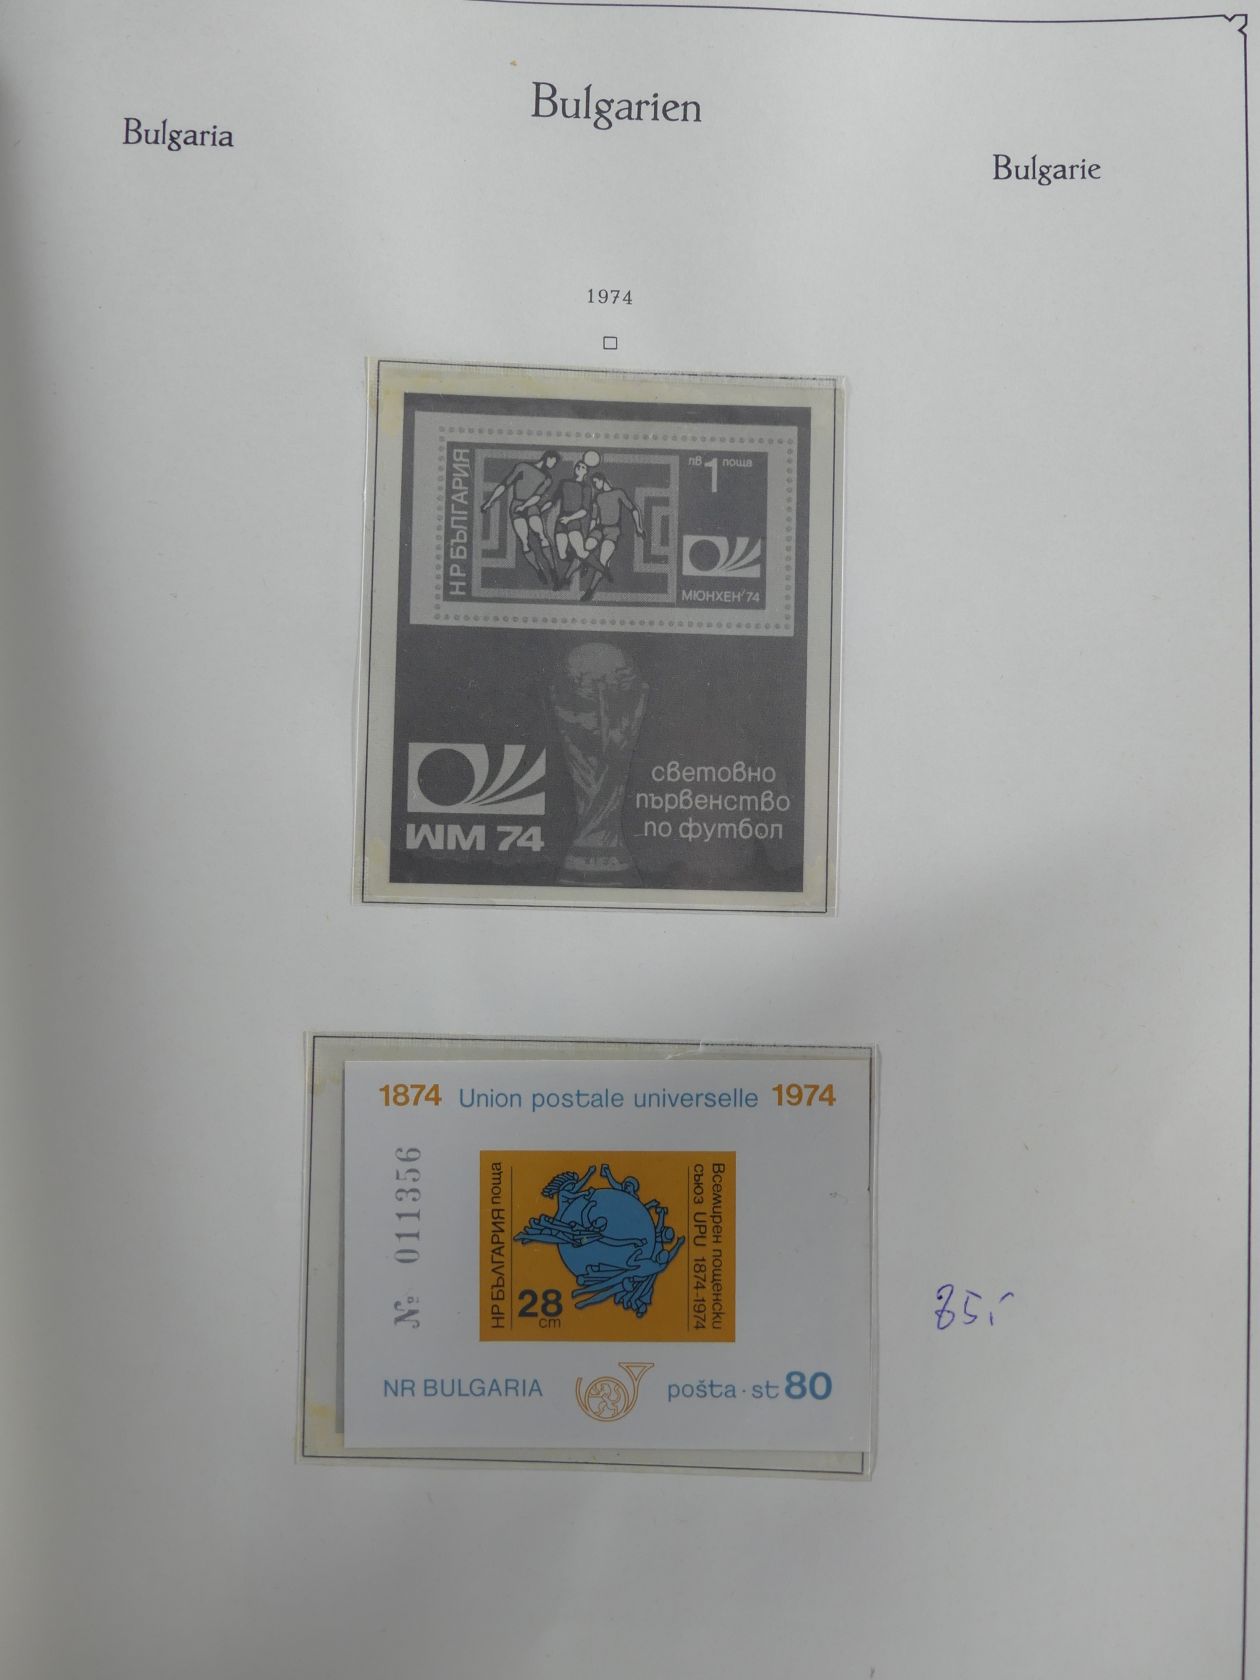 Bulgarien
Bulgaria
Bulgarie
1974
НР БЪЛГАРИЯ
лв 1 поща
МЮНХЕН'74
WM 74
световно
първенство
по футбол
1874 Union postale universelle 1974
№ 011356
НР БЪЛГАРИЯ поща
28
cm
Всемирен пощенски
съюз UPU 1874-1974
NR BULGARIA
pošta · st 80